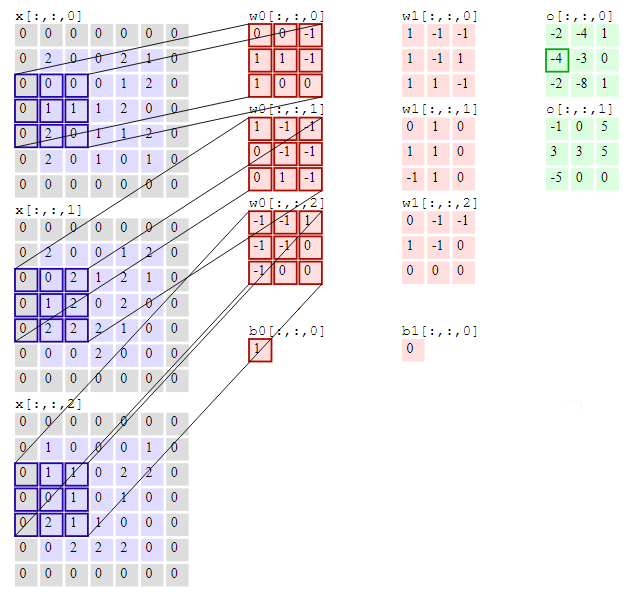 x[:,:,0]
0 0 0 0 0 0 0
0 2 0 0 2 1 0
0 0 0 0 1 2 0
0 1 1 1 2 0 0
0 2 0 1 1 2 0
0 2 0 1 0 1 0
0 0 0 0 0 0 0
x[:,:,1]
0 0 0 0 0 0 0
0 2 0 0 1 2 0
0 0 2 1 2 1 0
0 1 2 0 2 0 0
0 2 2 2 1 0 0
0 0 0 2 0 0 0
0 0 0 0 0 0 0
x[:,:,2]
0 0 0 0 0 0 0
0 1 0 0 0 1 0
0 1 1 0 2 2 0
0 0 1 0 1 0 0
0 2 1 1 0 0 0
0 0 2 2 2 0 0
0 0 0 0 0 0 0
w0[:,:,0]
0 0 -1
1 1 -1
1 0 0
w0[:,:,1]
1 -1 1
0 -1 -1
0 1 -1
w0[:,:,2]
-1 -1 1
-1 -1 0
-1 0 0
b0[:,:,0]
1
w1[:,:,0]
1 -1 -1
1 -1 1
1 1 -1
w1[:,:,1]
0 1 0
1 1 0
-1 1 0
w1[:,:,2]
0 -1 -1
1 -1 0
0 0 0
b1[:,:,0]
0
o[:,:,0]
-2 -4 1
-4 -3 0
-2 -8 1
o[:,:,1]
-1 0 5
3 3 5
-5 0 0